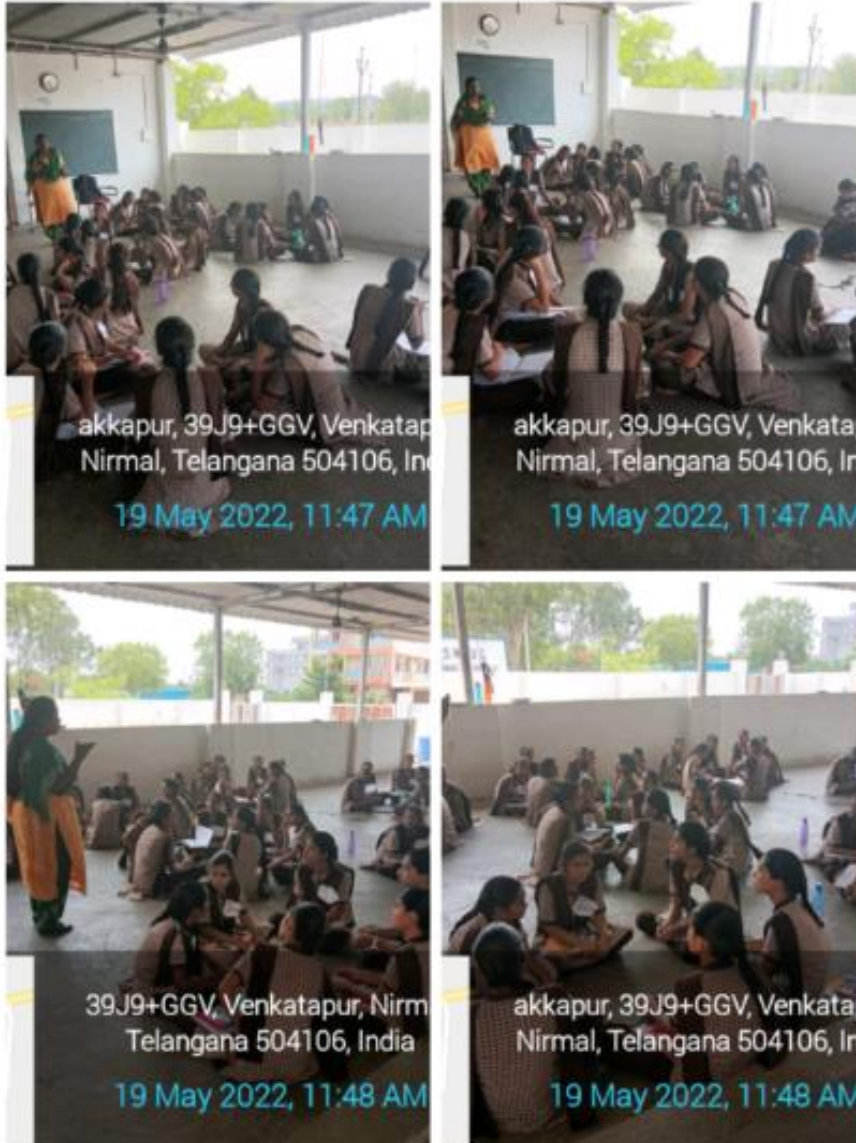 akkapur, 39J9+GGV, Venkatap
Nirmal, Telangana 504106, In
19 May 2022, 11:47 AM
akkapur, 39J9+GGV, Venkata
Nirmal, Telangana 504106, In
19 May 2022, 11:47 AM
39J9+GGV, Venkatapur, Nirm
Telangana 504106, India
19 May 2022, 11:48 AM
akkapur, 39J9+GGV, Venkata
Nirmal, Telangana 504106, In
19 May 2022, 11:48 AM